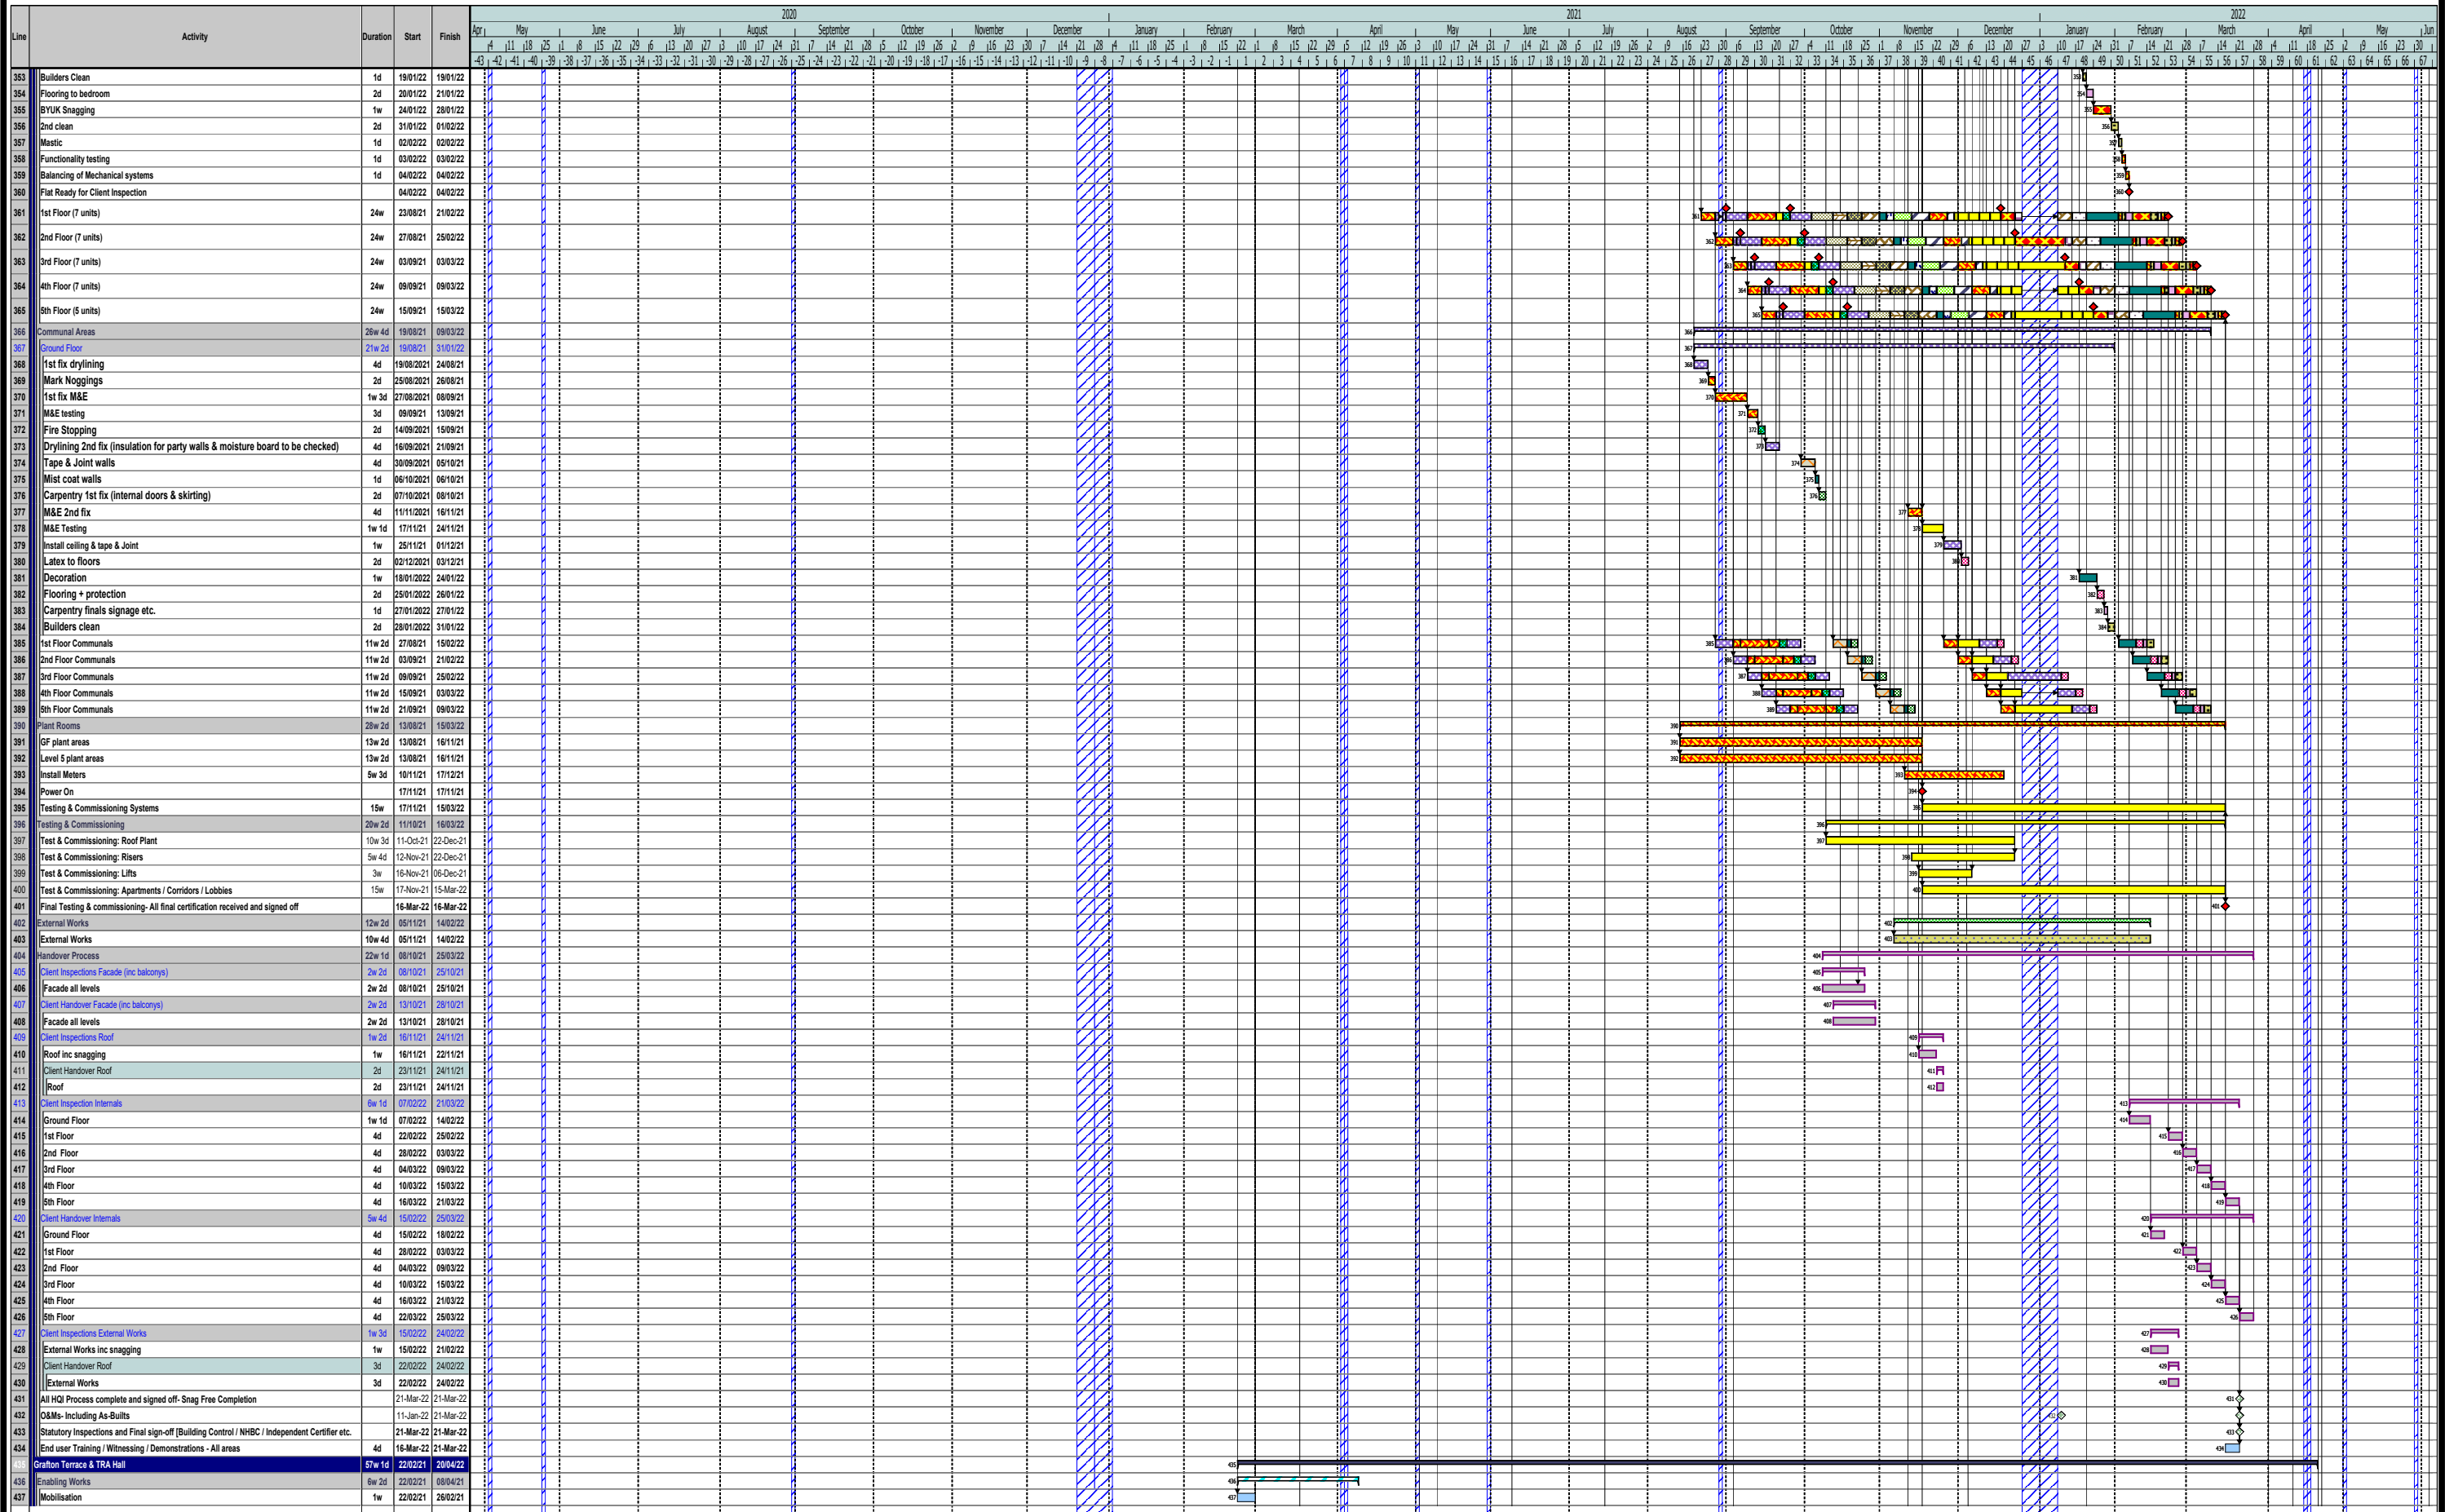 2020 2021 2022
Line Activity Duration Start Finish
Apr May June July August September October November December January February March April May June July August September October November December January February March April May Jun
353 Builders Clean 1d 19/01/22 19/01/22
354 Flooring to bedroom 2d 20/01/22 21/01/22
355 BYUK Snagging 1w 24/01/22 28/01/22
356 2nd clean 2d 31/01/22 01/02/22
357 Mastic 1d 02/02/22 02/02/22
358 Functionality testing 1d 03/02/22 03/02/22
359 Balancing of Mechanical systems 1d 04/02/22 04/02/22
360 Flat Ready for Client Inspection 04/02/22 04/02/22
361 1st Floor (7 units) 24w 23/08/21 21/02/22
362 2nd Floor (7 units) 24w 27/08/21 25/02/22
363 3rd Floor (7 units) 24w 03/09/21 03/03/22
364 4th Floor (7 units) 24w 09/09/21 09/03/22
365 5th Floor (5 units) 24w 15/09/21 15/03/22
366 Communal Areas 26w 4d 19/08/21 09/03/22
367 Ground Floor 21w 2d 19/08/21 31/01/22
368 1st fix drylining 4d 19/08/2021 24/08/21
369 Mark Noggings 2d 25/08/2021 26/08/21
370 1st fix M&E 1w 3d 27/08/2021 08/09/21
371 M&E testing 3d 09/09/21 13/09/21
372 Fire Stopping 2d 14/09/2021 15/09/21
373 Drylining 2nd fix (insulation for party walls & moisture board to be checked) 4d 16/09/2021 21/09/21
374 Tape & Joint walls 4d 30/09/2021 05/10/21
375 Mist coat walls 1d 06/10/2021 06/10/21
376 Carpentry 1st fix (internal doors & skirting) 2d 07/10/2021 08/10/21
377 M&E 2nd fix 4d 11/11/2021 16/11/21
378 M&E Testing 1w 1d 17/11/21 24/11/21
379 Install ceiling & tape & Joint 1w 25/11/21 01/12/21
380 Latex to floors 2d 02/12/2021 03/12/21
381 Decoration 1w 18/01/2022 24/01/22
382 Flooring + protection 2d 25/01/2022 26/01/22
383 Carpentry finals signage etc. 1d 27/01/2022 27/01/22
384 Builders clean 2d 28/01/2022 31/01/22
385 1st Floor Communals 11w 2d 27/08/21 15/02/22
386 2nd Floor Communals 11w 2d 03/09/21 21/02/22
387 3rd Floor Communals 11w 2d 09/09/21 25/02/22
388 4th Floor Communals 11w 2d 15/09/21 03/03/22
389 5th Floor Communals 11w 2d 21/09/21 09/03/22
390 Plant Rooms 28w 2d 13/08/21 15/03/22
391 GF plant areas 13w 2d 13/08/21 16/11/21
392 Level 5 plant areas 13w 2d 13/08/21 16/11/21
393 Install Meters 5w 3d 10/11/21 17/12/21
394 Power On 17/11/21 17/11/21
395 Testing & Commissioning Systems 15w 17/11/21 15/03/22
396 Testing & Commissioning 20w 2d 11/10/21 16/03/22
397 Test & Commissioning: Roof Plant 10w 3d 11-Oct-21 22-Dec-21
398 Test & Commissioning: Risers 5w 4d 12-Nov-21 22-Dec-21
399 Test & Commissioning: Lifts 3w 16-Nov-21 06-Dec-21
400 Test & Commissioning: Apartments / Corridors / Lobbies 15w 17-Nov-21 15-Mar-22
401 Final Testing & commissioning- All final certification received and signed off 16-Mar-22 16-Mar-22
402 External Works 12w 2d 05/11/21 14/02/22
403 External Works 10w 4d 05/11/21 14/02/22
404 Handover Process 22w 1d 08/10/21 25/03/22
405 Client Inspections Facade (inc balconys) 2w 2d 08/10/21 25/10/21
406 Facade all levels 2w 2d 08/10/21 25/10/21
407 Client Handover Facade (inc balconys) 2w 2d 13/10/21 28/10/21
408 Facade all levels 2w 2d 13/10/21 28/10/21
409 Client Inspections Roof 1w 2d 16/11/21 24/11/21
410 Roof inc snagging 1w 16/11/21 22/11/21
411 Client Handover Roof 2d 23/11/21 24/11/21
412 Roof 2d 23/11/21 24/11/21
413 Client Inspection Internals 6w 1d 07/02/22 21/03/22
414 Ground Floor 1w 1d 07/02/22 14/02/22
415 1st Floor 4d 22/02/22 25/02/22
416 2nd Floor 4d 28/02/22 03/03/22
417 3rd Floor 4d 04/03/22 09/03/22
418 4th Floor 4d 10/03/22 15/03/22
419 5th Floor 4d 16/03/22 21/03/22
420 Client Handover Internals 5w 4d 15/02/22 25/03/22
421 Ground Floor 4d 15/02/22 18/02/22
422 1st Floor 4d 28/02/22 03/03/22
423 2nd Floor 4d 04/03/22 09/03/22
424 3rd Floor 4d 10/03/22 15/03/22
425 4th Floor 4d 16/03/22 21/03/22
426 5th Floor 4d 22/03/22 25/03/22
427 Client Inspections External Works 1w 3d 15/02/22 24/02/22
428 External Works inc snagging 1w 15/02/22 21/02/22
429 Client Handover Roof 3d 22/02/22 24/02/22
430 External Works 3d 22/02/22 24/02/22
431 All HQI Process complete and signed off- Snag Free Completion 21-Mar-22 21-Mar-22
432 O&Ms- Including As-Builts 11-Jan-22 21-Mar-22
433 Statutory Inspections and Final sign-off [Building Control / NHBC / Independent Certifier etc. 21-Mar-22 21-Mar-22
434 End user Training / Witnessing / Demonstrations - All areas 4d 16-Mar-22 21-Mar-22
435 Grafton Terrace & TRA Hall 57w 1d 22/02/21 20/04/22
436 Enabling Works 6w 2d 22/02/21 08/04/21
437 Mobilisation 1w 22/02/21 26/02/21